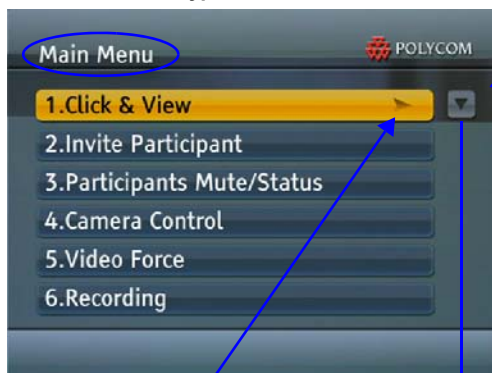 Main Menu POLYCOM
1.Click & View
2.Invite Participant
3.Participants Mute/Status
4.Camera Control
5.Video Force
6.Recording